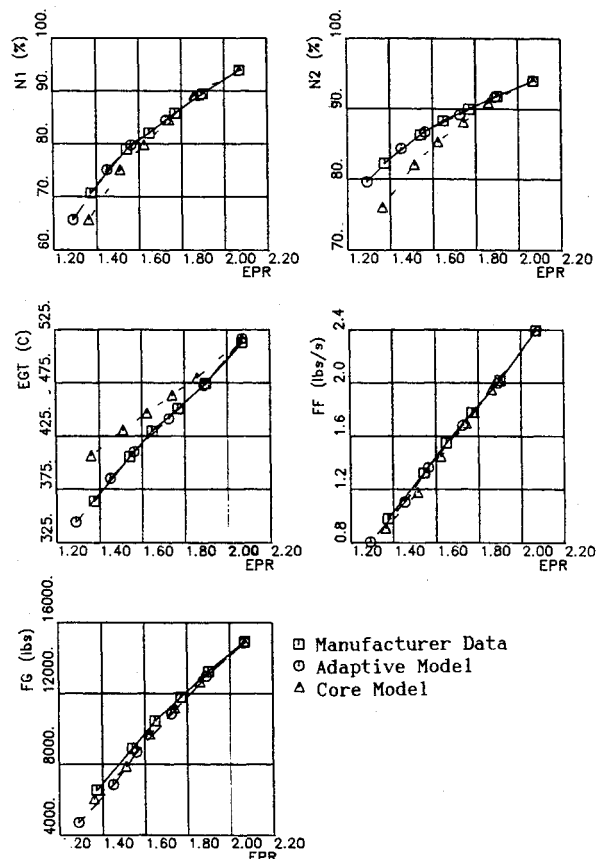 100.
90.
80.
70.
60.
N1 (%)
1.20 1.40 1.60 1.80 2.00 2.20
EPR
100.
90.
80.
70.
N2 (%)
1.20 1.40 1.60 1.80 2.00 2.20
EPR
525.
475.
425.
375.
325.
EGT (C)
1.20 1.40 1.60 1.80 2.00 2.20
EPR
2.4
2.0
1.6
1.2
0.8
FF (lbs/s)
1.20 1.40 1.60 1.80 2.00 2.20
EPR
16000.
12000.
8000.
4000.
FG (lbs)
1.20 1.40 1.60 1.80 2.00 2.20
EPR
Manufacturer Data
Adaptive Model
Core Model